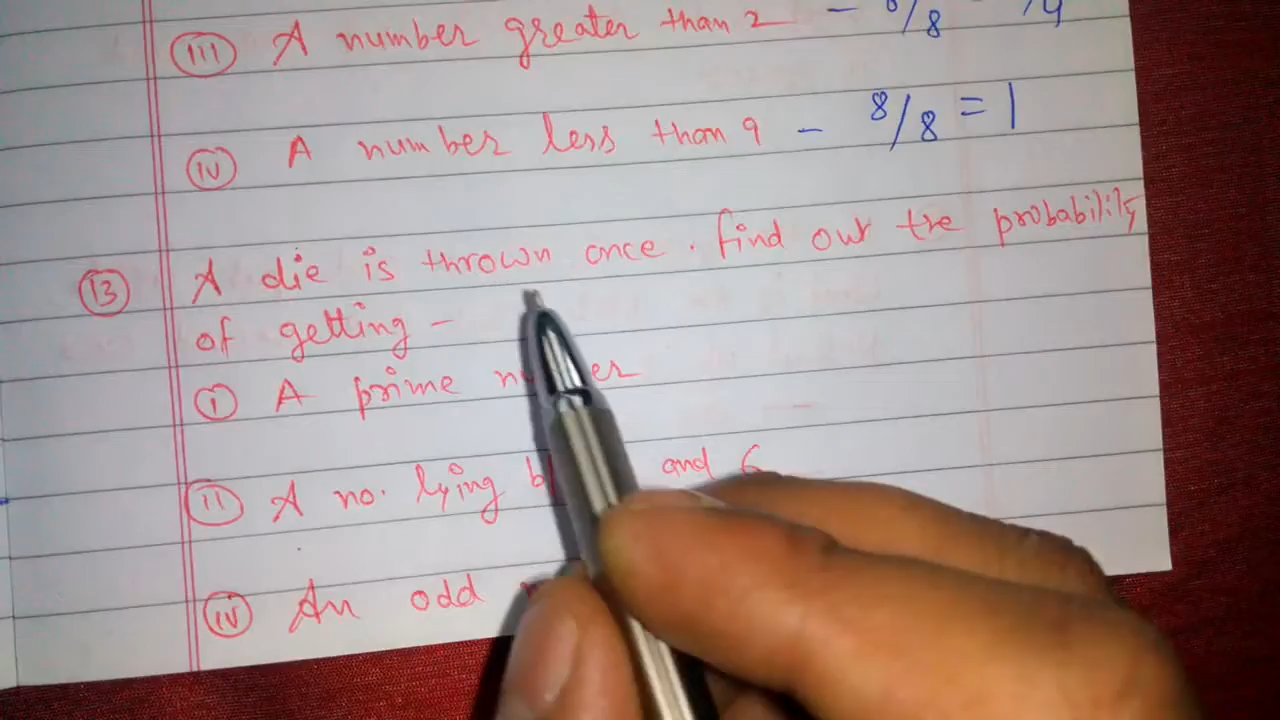 (III) A number greater than 2 - /8
(IV) A number less than 9 - 8/8 = 1
(13) A die is thrown once. find out the probability
of getting -
(I) A prime
(II) A no. lying and 6
(IV) An odd